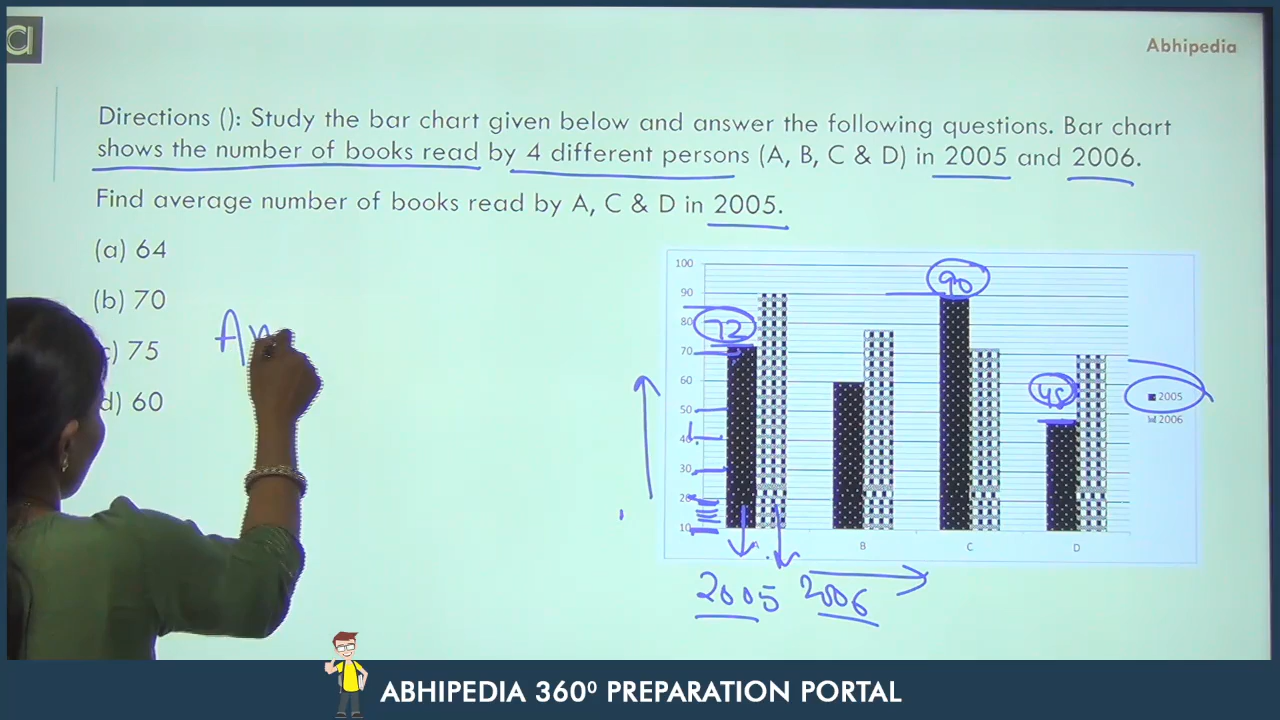 a
Abhipedia
Directions (): Study the bar chart given below and answer the following questions. Bar chart
shows the number of books read by 4 different persons (A, B, C & D) in 2005 and 2006.
Find average number of books read by A, C & D in 2005.
(a) 64
(b) 70
c) 75
d) 60
An
100
90
80
70
60
50
40
30
20
10
72
90
48
A
B
C
D
2005
2006
2005 2006
ABHIPEDIA 360⁰ PREPARATION PORTAL